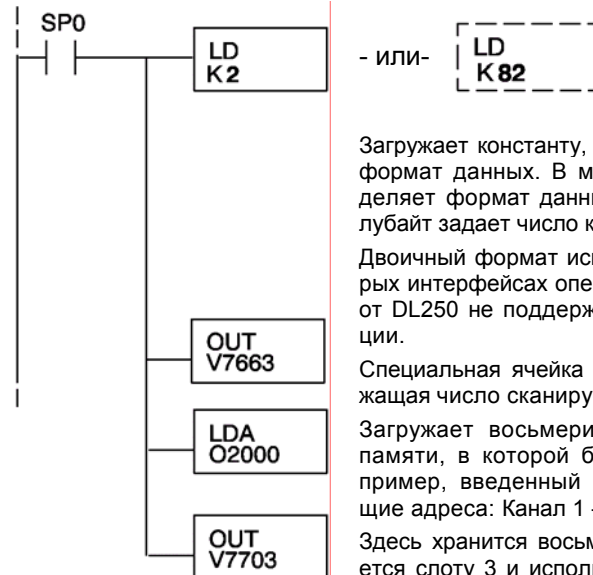 SP0
LD
K2
- или-
LD
K82
Загружает константу,
формат данных. В м
деляет формат данн
лубайт задает число к
Двоичный формат исп
рых интерфейсах опе
от DL250 не поддерж
ции.
OUT
V7663
Специальная ячейка
жащая число сканиру
LDA
O2000
Загружает восьмери
памяти, в которой б
пример, введенный
щие адреса: Канал 1 -
OUT
V7703
Здесь хранится восьм
ется слоту 3 и исполь